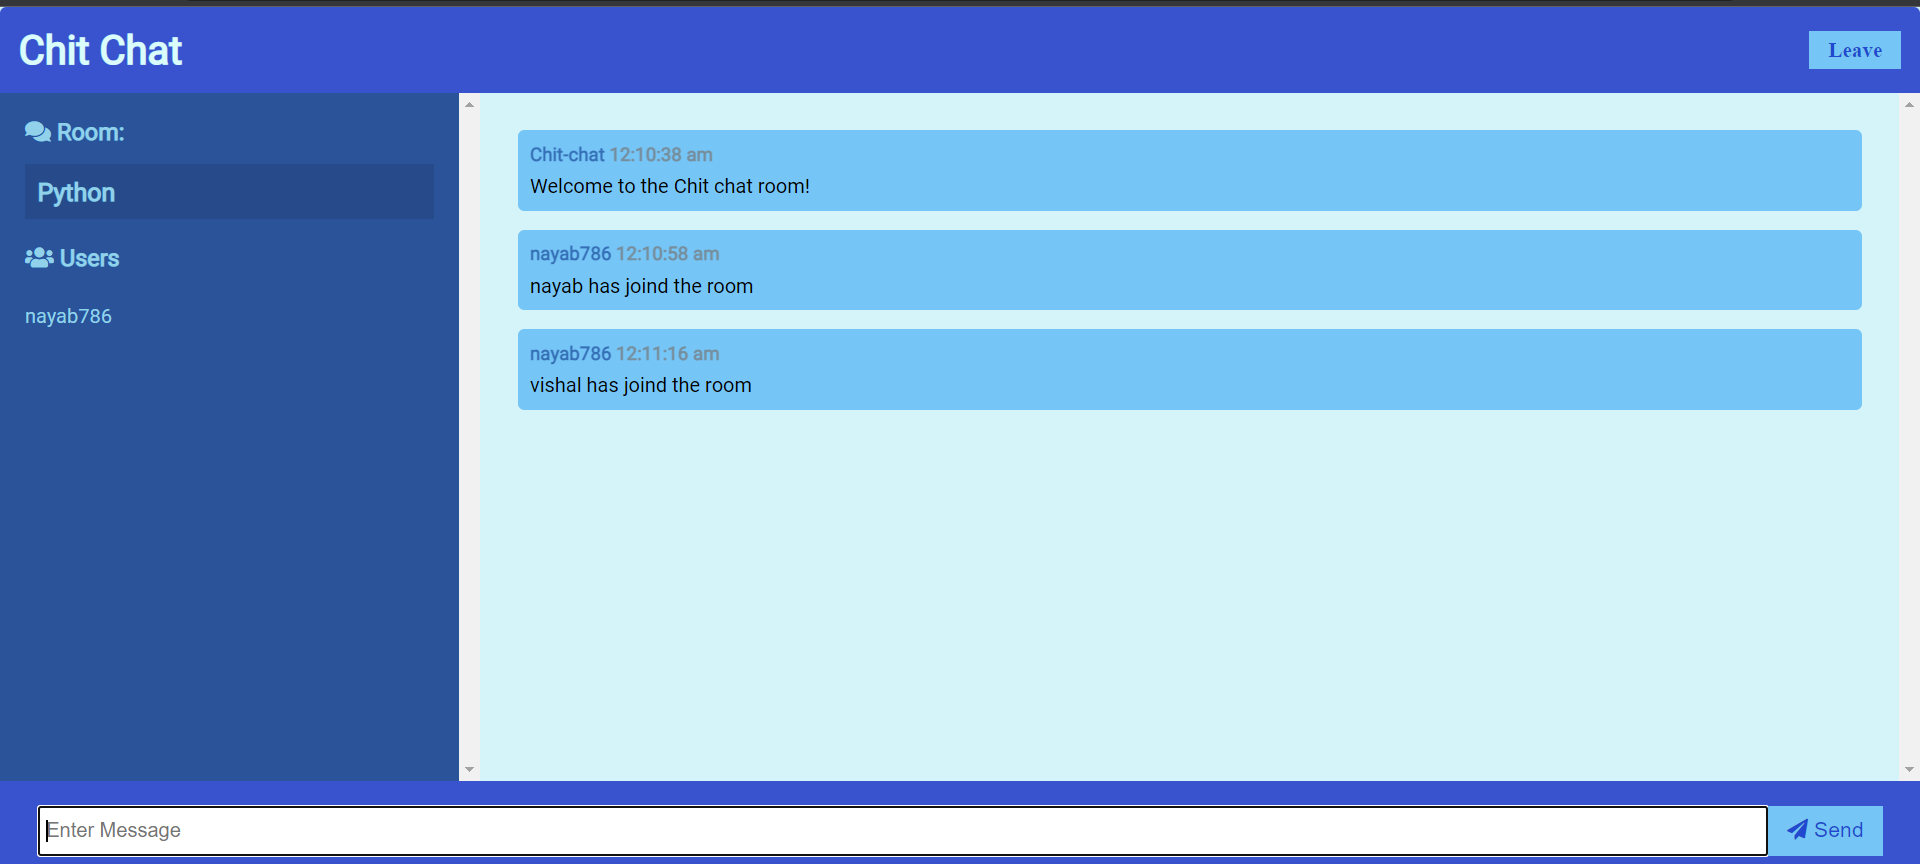 Chit Chat
Leave
Room:
Python
Users
nayab786
Chit-chat 12:10:38 am
Welcome to the Chit chat room!
nayab786 12:10:58 am
nayab has joind the room
nayab786 12:11:16 am
vishal has joind the room
Enter Message
Send